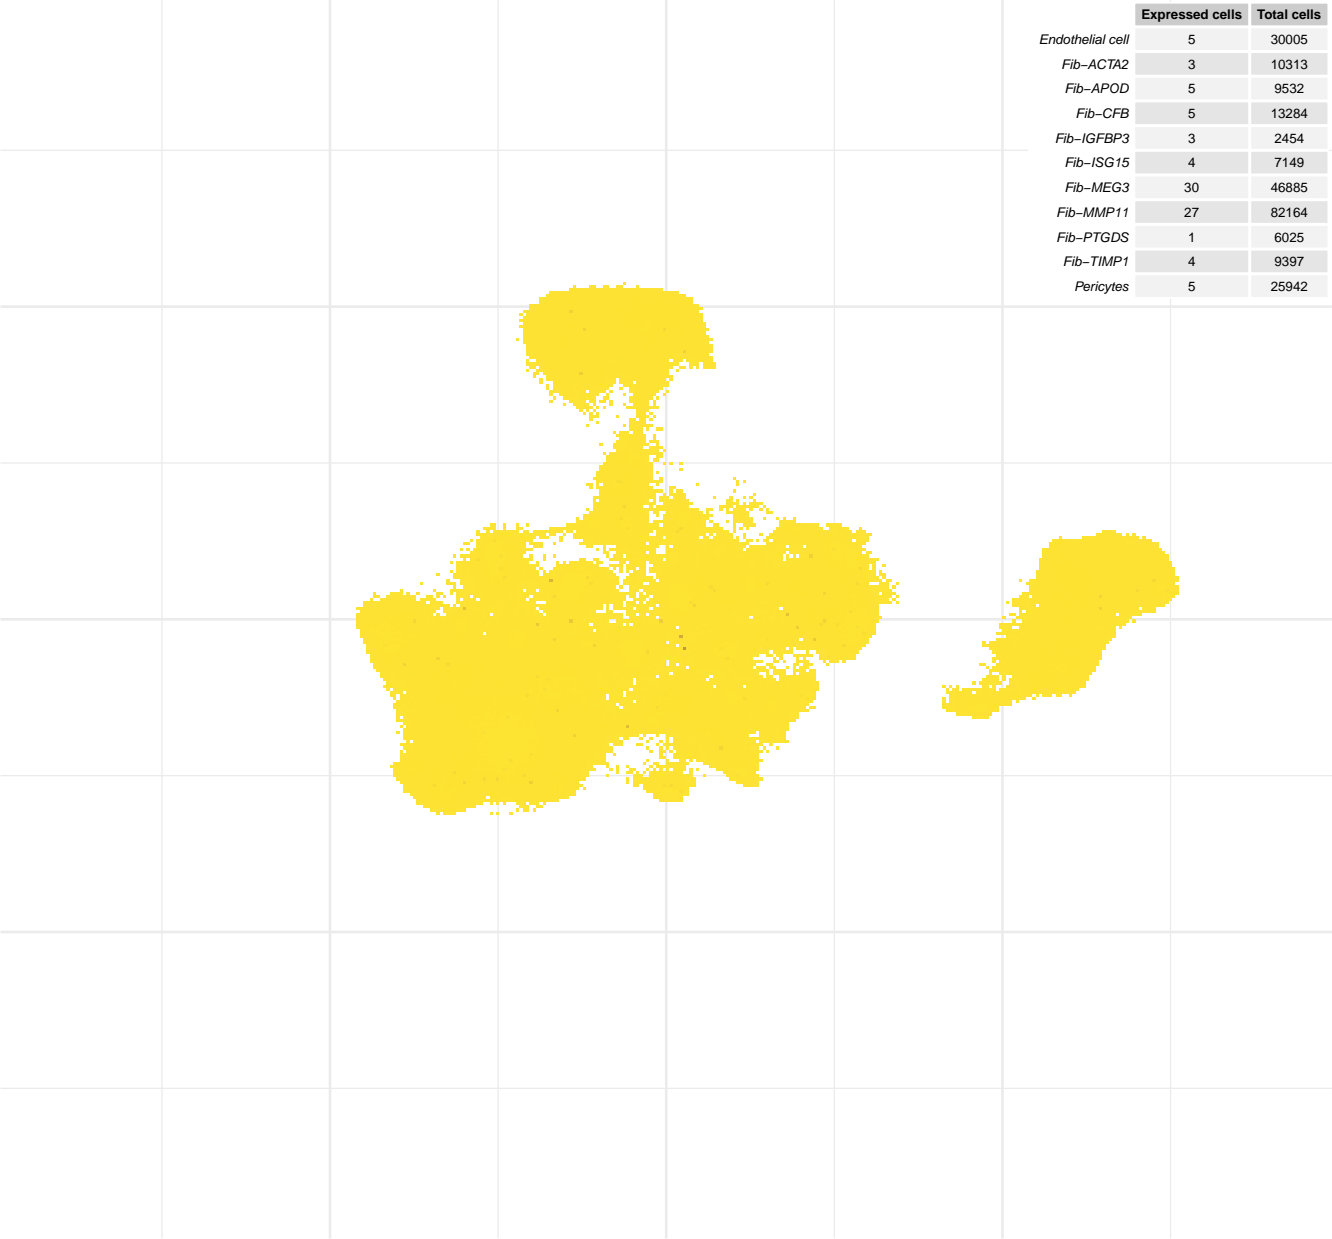 Expressed cells Total cells
Endothelial cell 5 30005
Fib−ACTA2 3 10313
Fib−APOD 5 9532
Fib−CFB 5 13284
Fib−IGFBP3 3 2454
Fib−ISG15 4 7149
Fib−MEG3 30 46885
Fib−MMP11 27 82164
Fib−PTGDS 1 6025
Fib−TIMP1 4 9397
Pericytes 5 25942